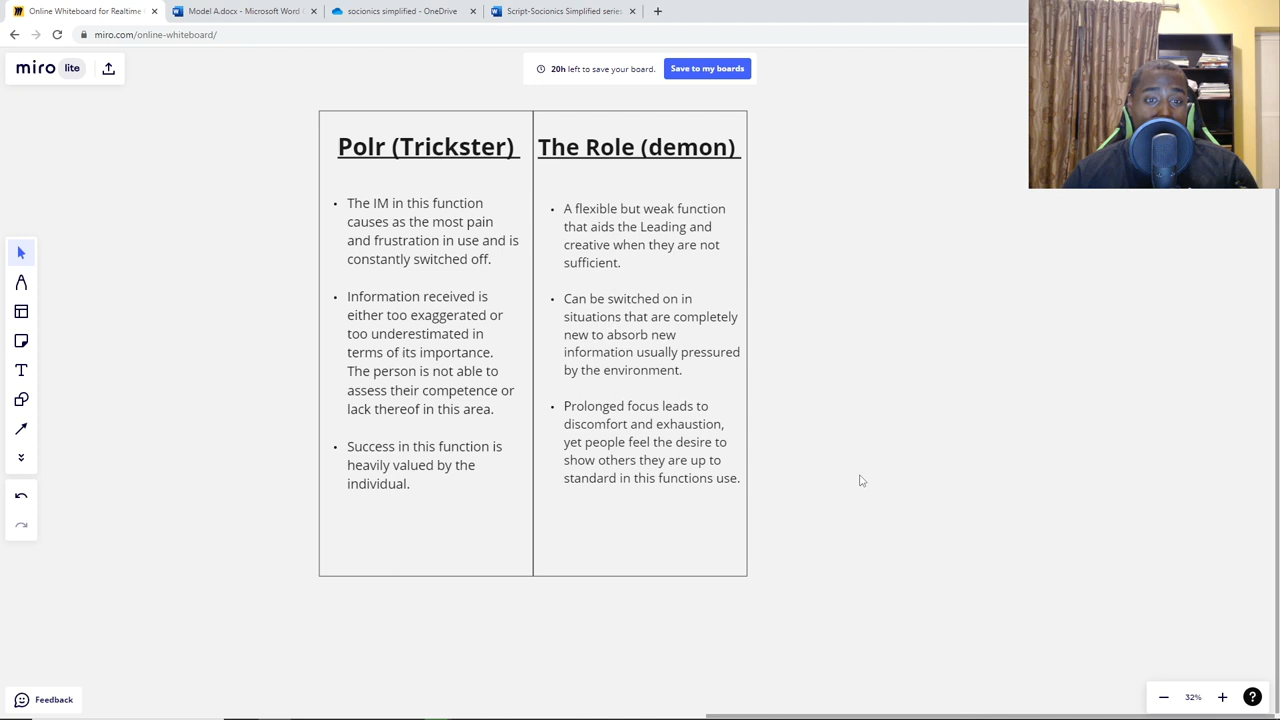 Online Whiteboard for Realtime
Model A.docx - Microsoft Word
socionics simplified - OneDrive
Script-Socionics Simplified serie
miro.com/online-whiteboard/
miro lite
20h left to save your board.
Save to my boards
Polr (Trickster)
• The IM in this function
causes as the most pain
and frustration in use and is
constantly switched off.
• Information received is
either too exaggerated or
too underestimated in
terms of its importance.
The person is not able to
assess their competence or
lack thereof in this area.
• Success in this function is
heavily valued by the
individual.
The Role (demon)
• A flexible but weak function
that aids the Leading and
creative when they are not
sufficient.
• Can be switched on in
situations that are completely
new to absorb new
information usually pressured
by the environment.
• Prolonged focus leads to
discomfort and exhaustion,
yet people feel the desire to
show others they are up to
standard in this functions use.
Feedback
32%